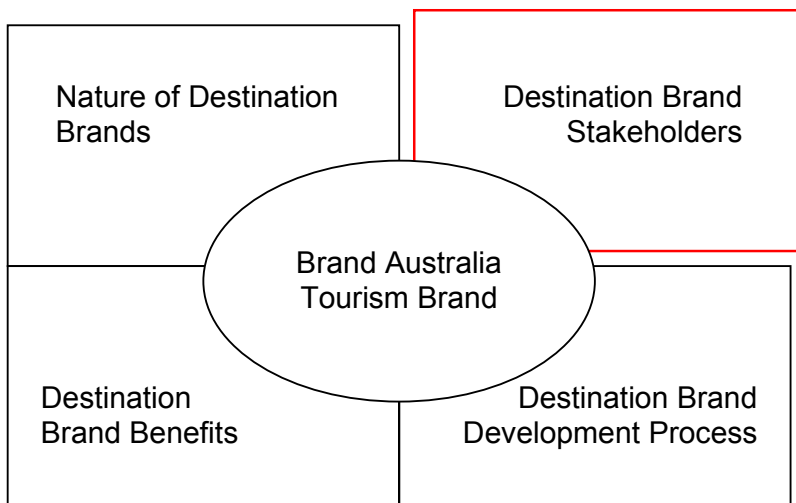 Nature of Destination
Brands
Destination Brand
Stakeholders
Brand Australia
Tourism Brand
Destination
Brand Benefits
Destination Brand
Development Process